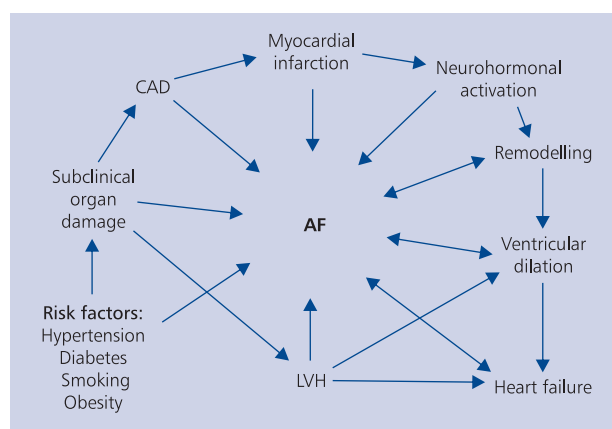 Myocardial
infarction
Neurohormonal
activation
CAD
Remodelling
Subclinical
organ
damage
AF
Ventricular
dilation
Risk factors:
Hypertension
Diabetes
Smoking
Obesity
LVH
Heart failure